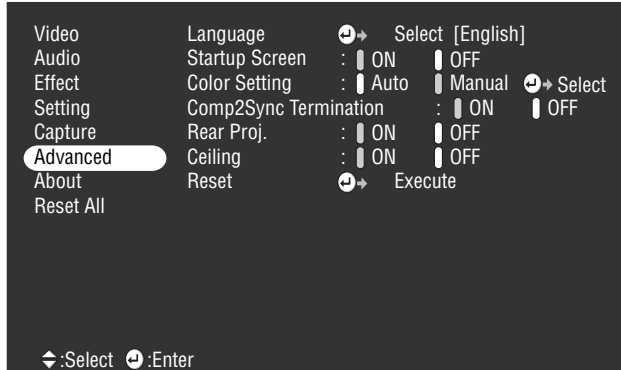 Video Language Select [English]
Audio Startup Screen : ON OFF
Effect Color Setting : Auto Manual Select
Setting Comp2Sync Termination : ON OFF
Capture Rear Proj. : ON OFF
Advanced Ceiling : ON OFF
About Reset Execute
Reset All
:Select :Enter